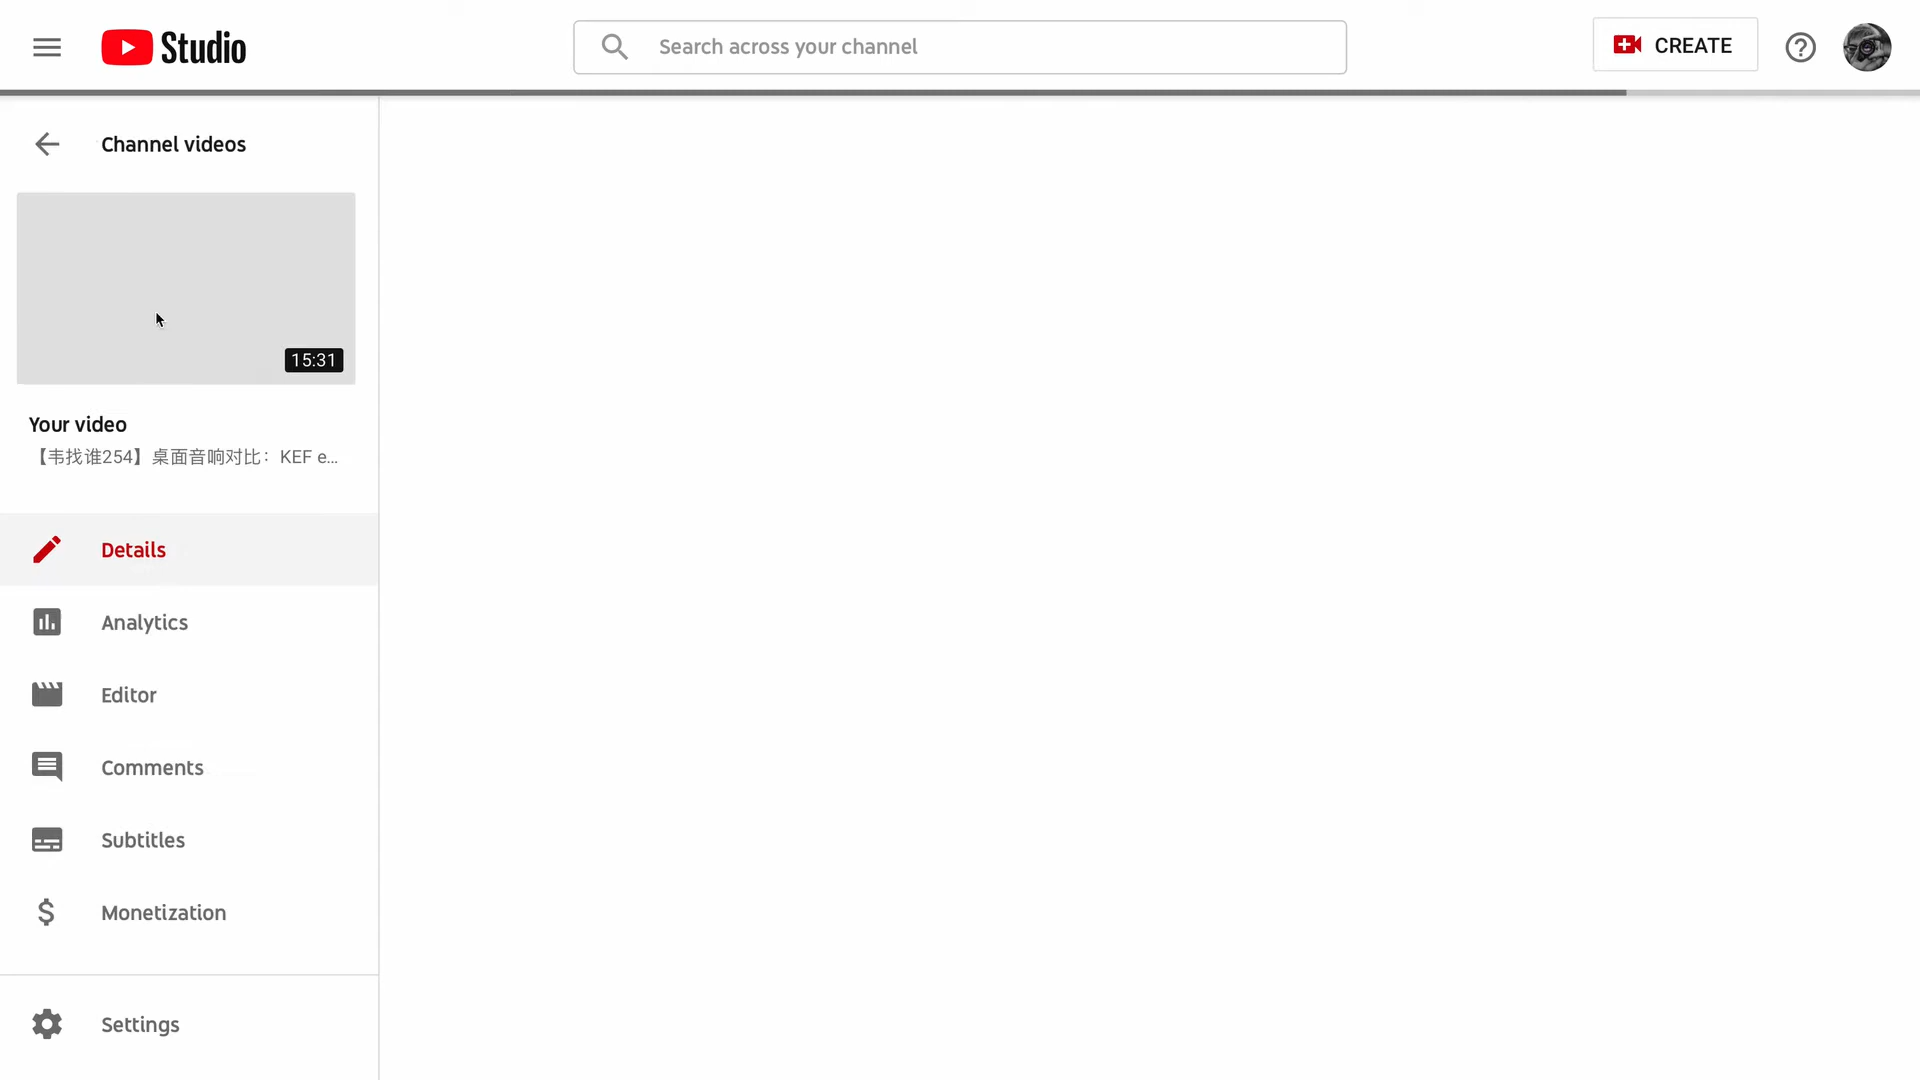 Studio
Search across your channel
CREATE
Channel videos
15:31
Your video
【韦找谁254】桌面音响对比：KEF e...
Details
Analytics
Editor
Comments
Subtitles
Monetization
Settings